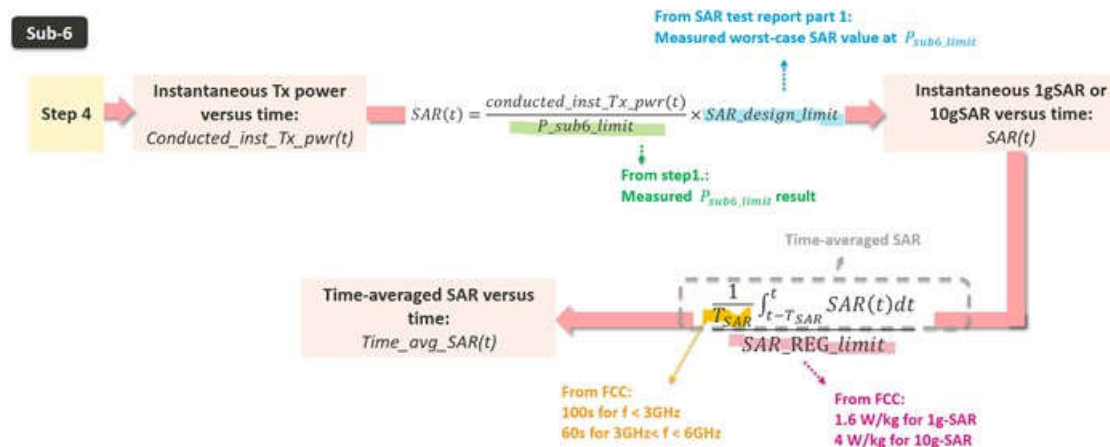 Sub-6
From SAR test report part 1:
Measured worst-case SAR value at P_sub6_limit
Step 4
Instantaneous Tx power
versus time:
Conducted_inst_Tx_pwr(t)
SAR(t) = conducted_inst_Tx_pwr(t) / P_sub6_limit × SAR_design_limit
Instantaneous 1gSAR or
10gSAR versus time:
SAR(t)
From step1.:
Measured P_sub6_limit result
Time-averaged SAR
Time-averaged SAR versus
time:
Time_avg_SAR(t)
1/T_SAR ∫_{t−T_SAR}^{t} SAR(t)dt
SAR_REG_limit
From FCC:
100s for f < 3GHz
60s for 3GHz< f < 6GHz
From FCC:
1.6 W/kg for 1g-SAR
4 W/kg for 10g-SAR